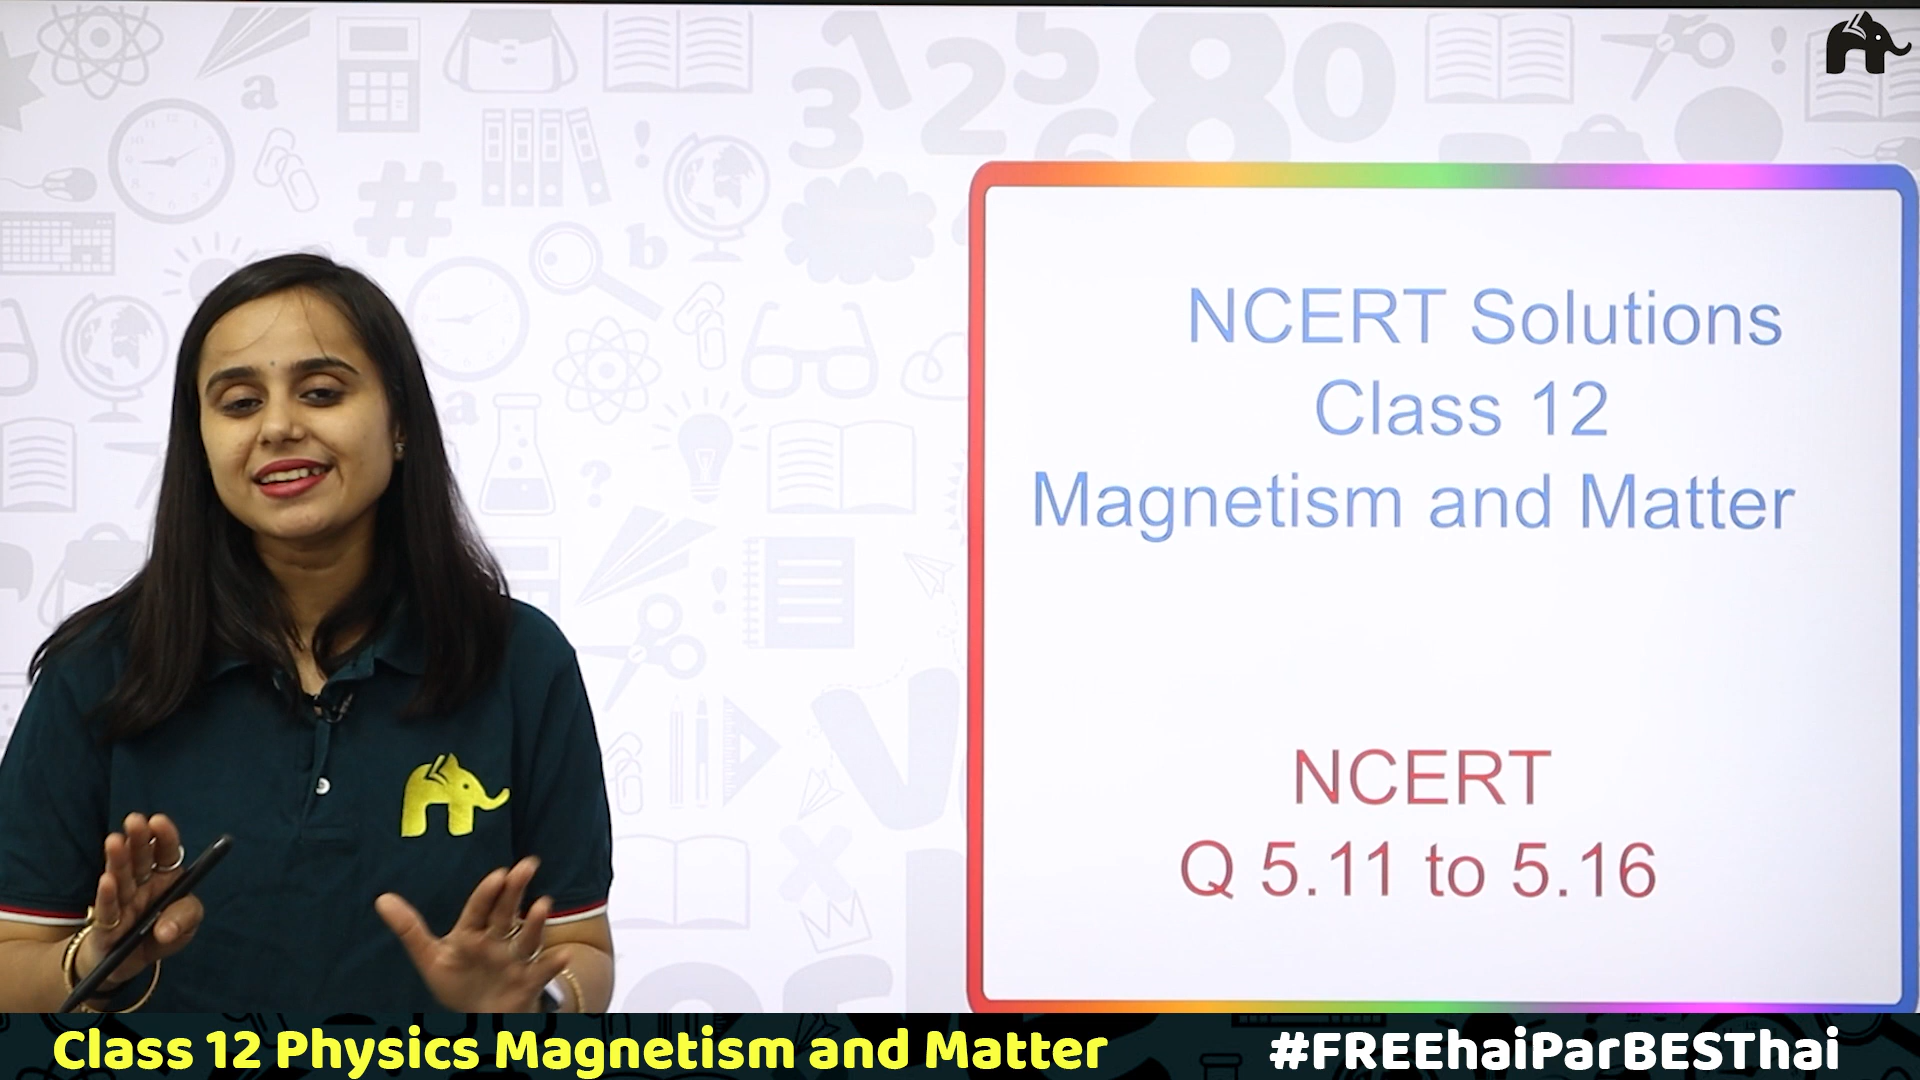 NCERT Solutions
Class 12
Magnetism and Matter
NCERT
Q 5.11 to 5.16
Class 12 Physics Magnetism and Matter
#FREEhaiParBESThai